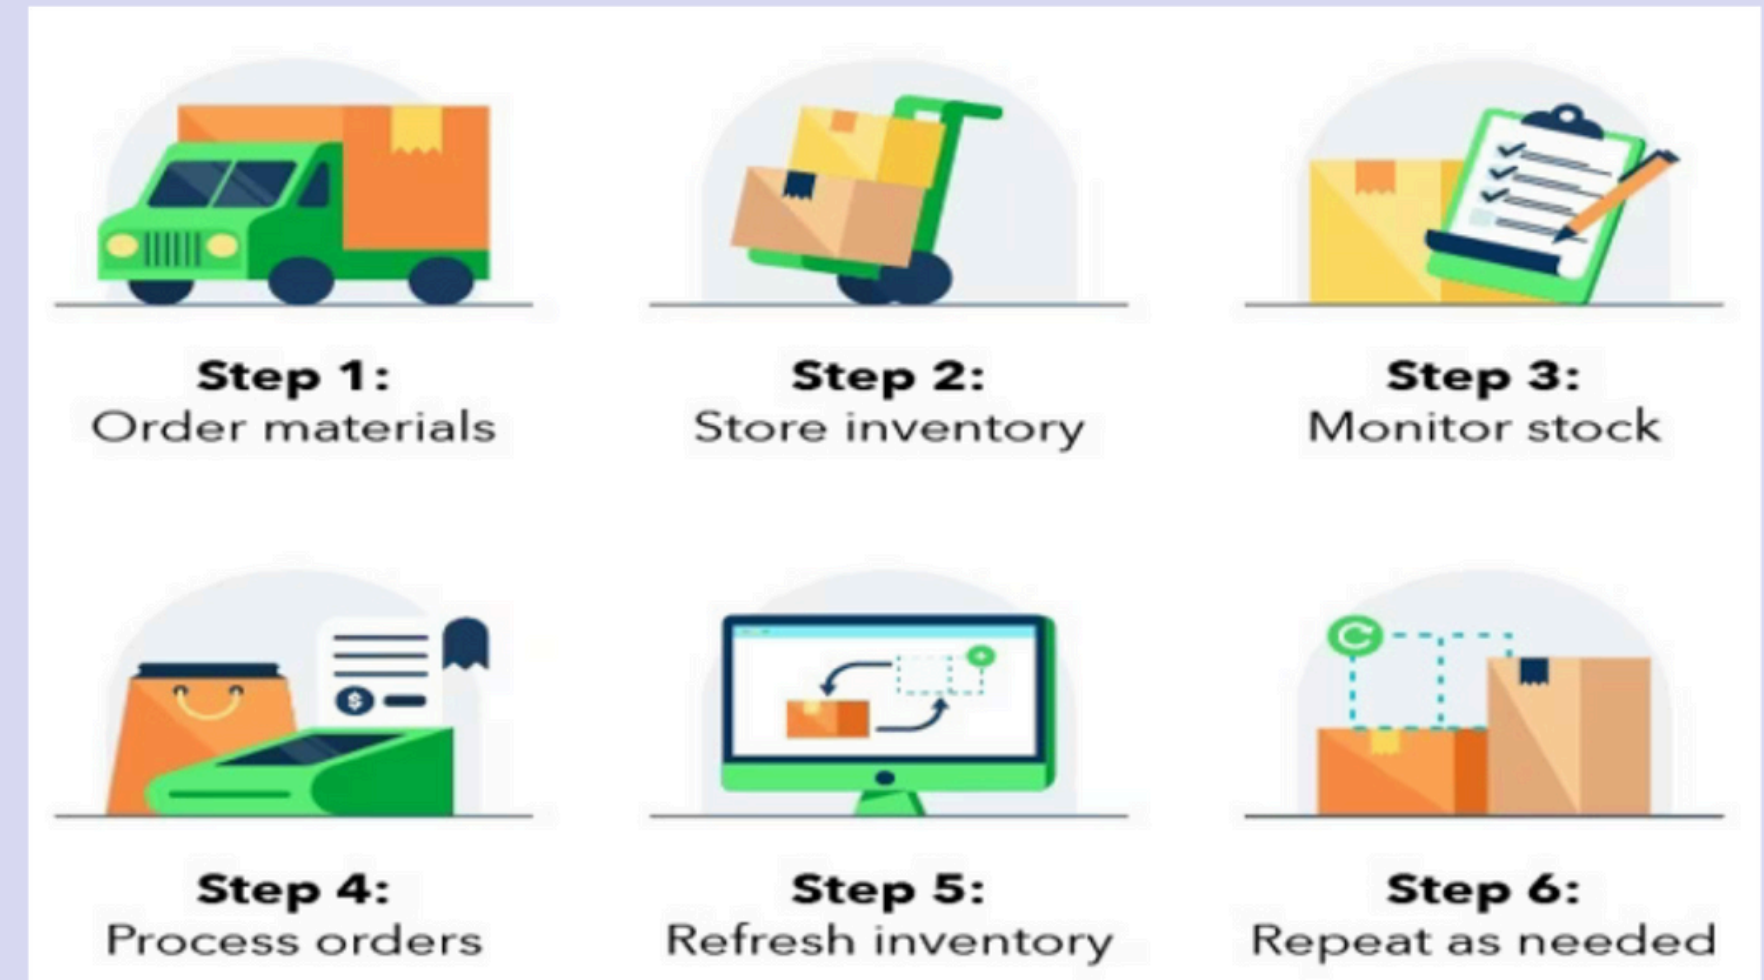 Step 1:
Order materials
Step 2:
Store inventory
Step 3:
Monitor stock
Step 4:
Process orders
Step 5:
Refresh inventory
Step 6:
Repeat as needed